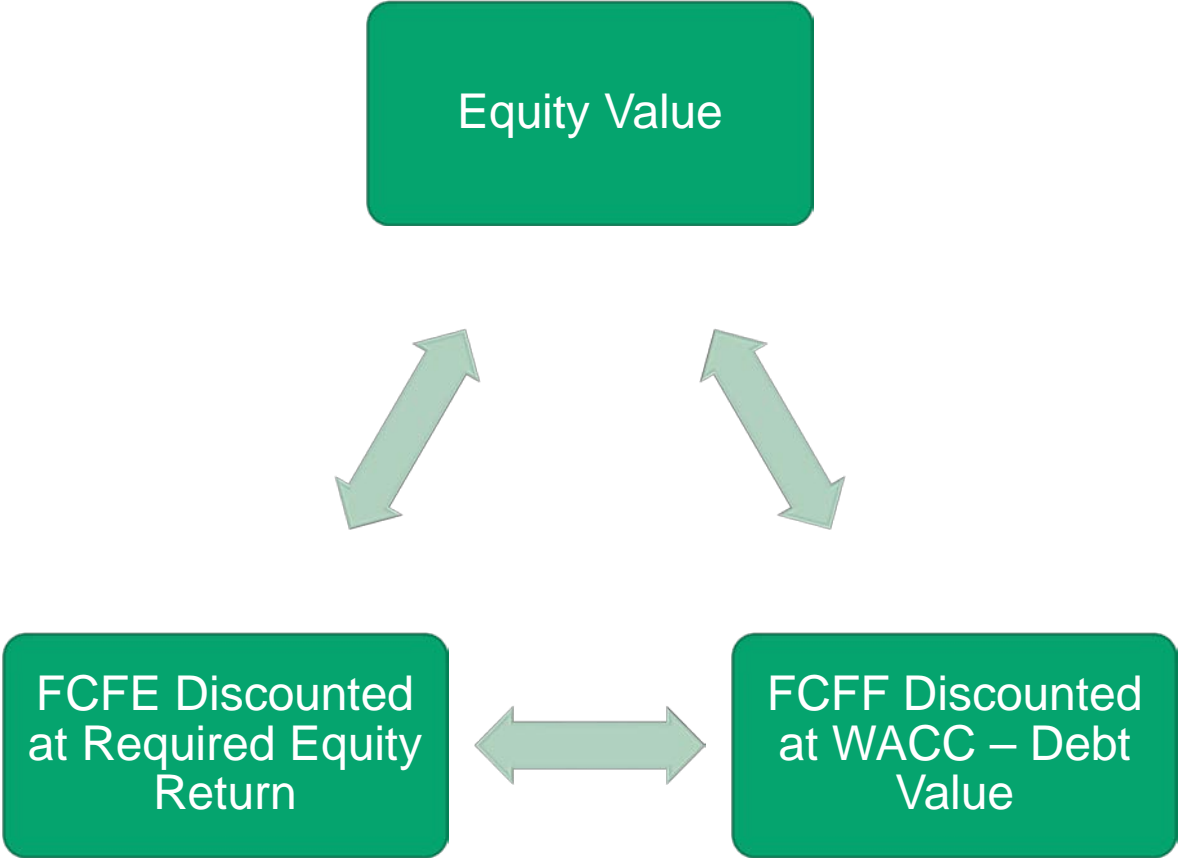 Equity Value
FCFE Discounted
at Required Equity
Return
FCFF Discounted
at WACC – Debt
Value